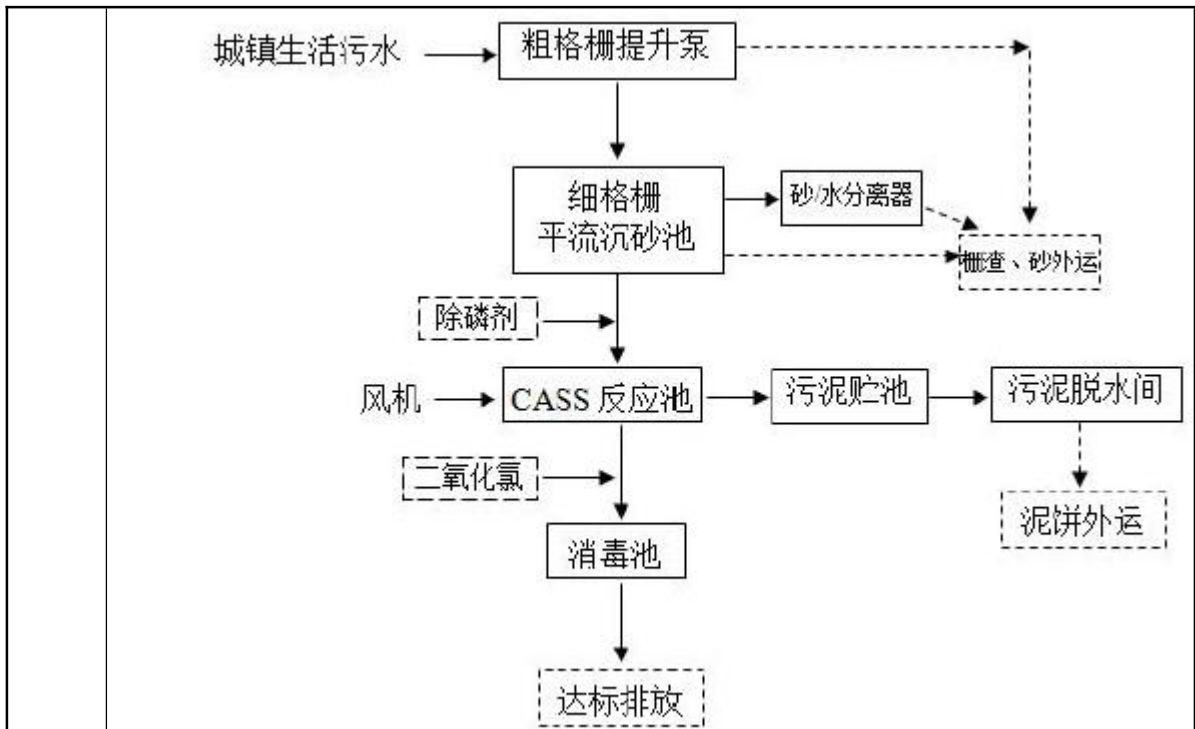 城镇生活污水
粗格栅提升泵
细格栅
平流沉砂池
砂/水分离器
栅查、砂外运
除磷剂
风机
CASS 反应池
污泥贮池
污泥脱水间
二氧化氯
泥饼外运
消毒池
达标排放